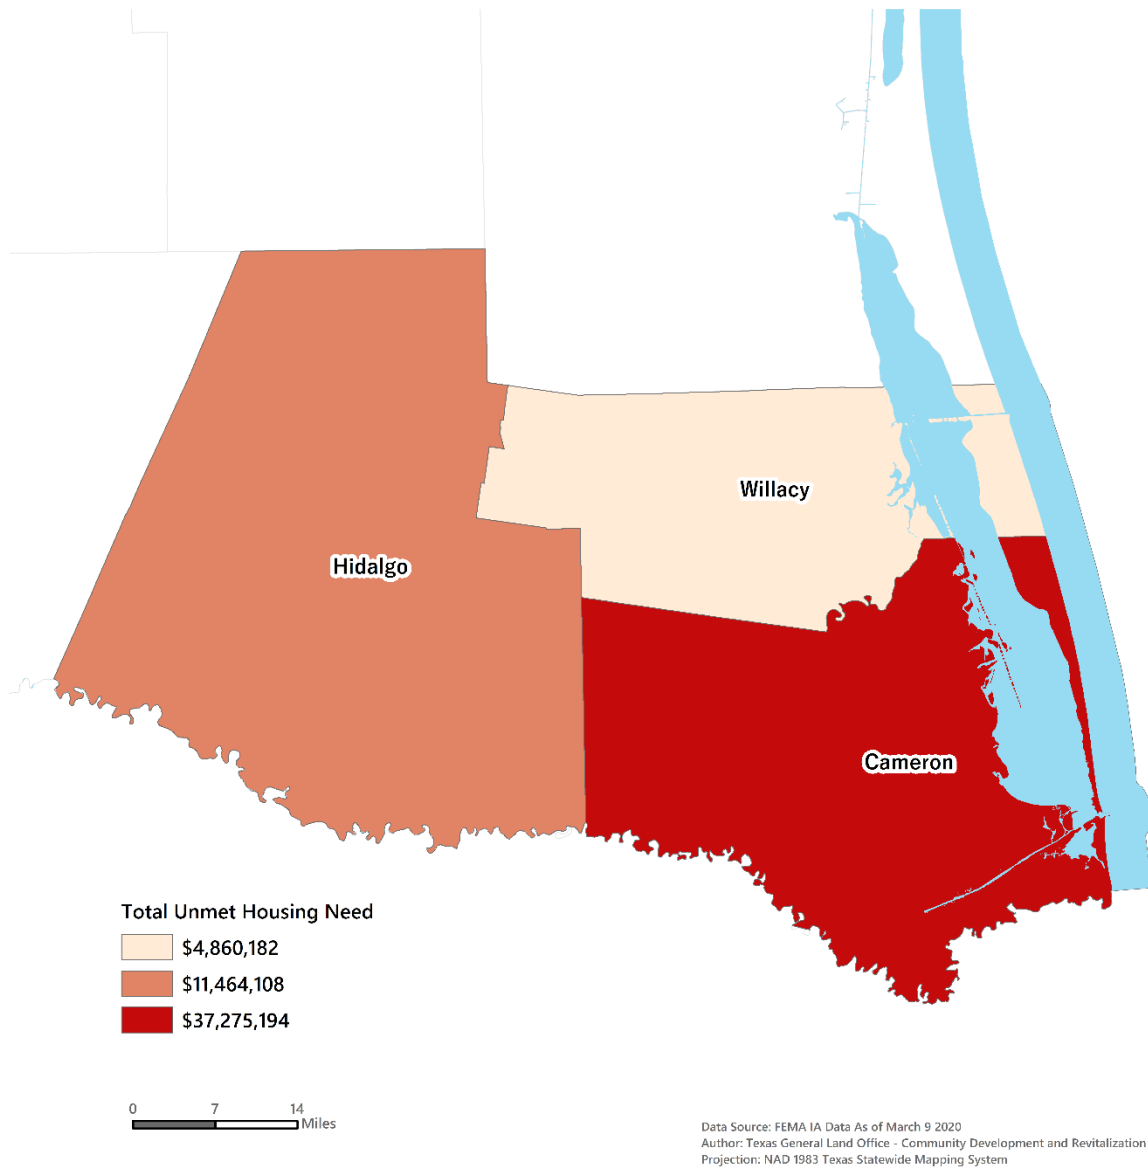 Willacy
Hidalgo
Cameron
Total Unmet Housing Need
$4,860,182
$11,464,108
$37,275,194
0 7 14
Miles
Data Source: FEMA IA Data As of March 9 2020
Author: Texas General Land Office - Community Development and Revitalization
Projection: NAD 1983 Texas Statewide Mapping System